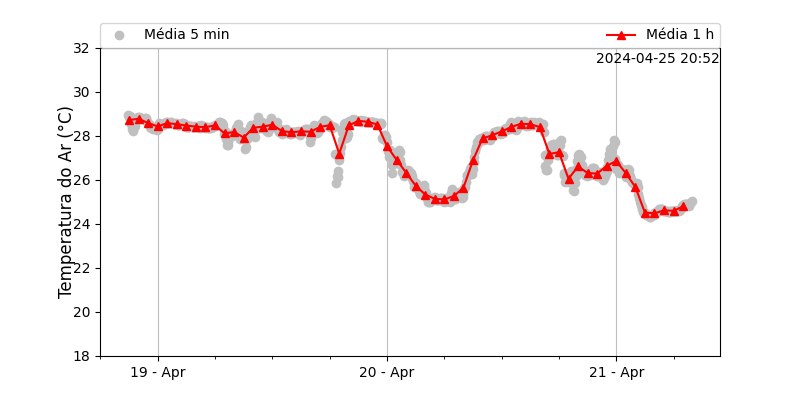 Média 5 min
Média 1 h
2024-04-25 20:52
Temperatura do Ar (°C)
32
30
28
26
24
22
20
18
19 - Apr
20 - Apr
21 - Apr